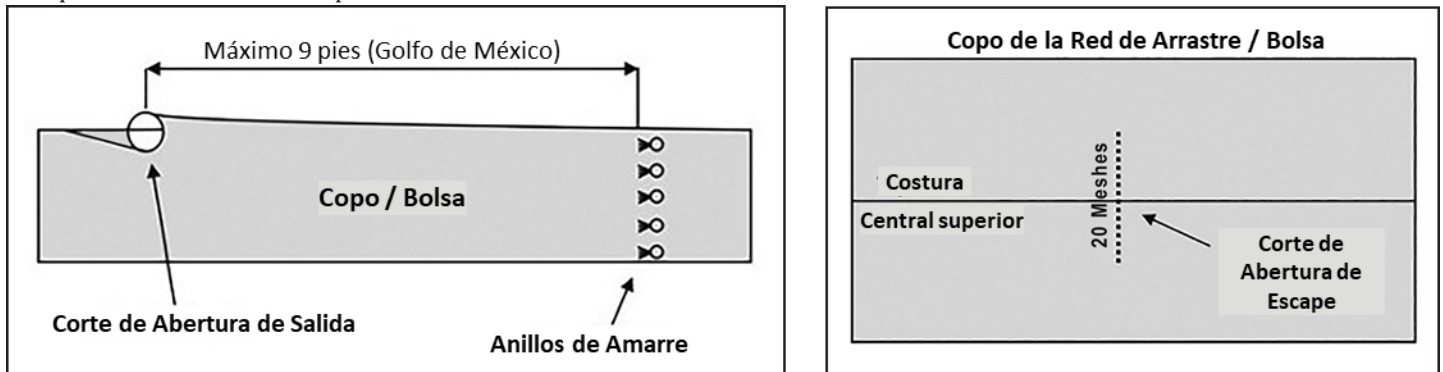 Máximo 9 pies (Golfo de México)
Copo / Bolsa
Corte de Abertura de Salida
Anillos de Amarre
Copo de la Red de Arrastre / Bolsa
Costura
Central superior
20 Meshes
Corte de
Abertura de
Escape